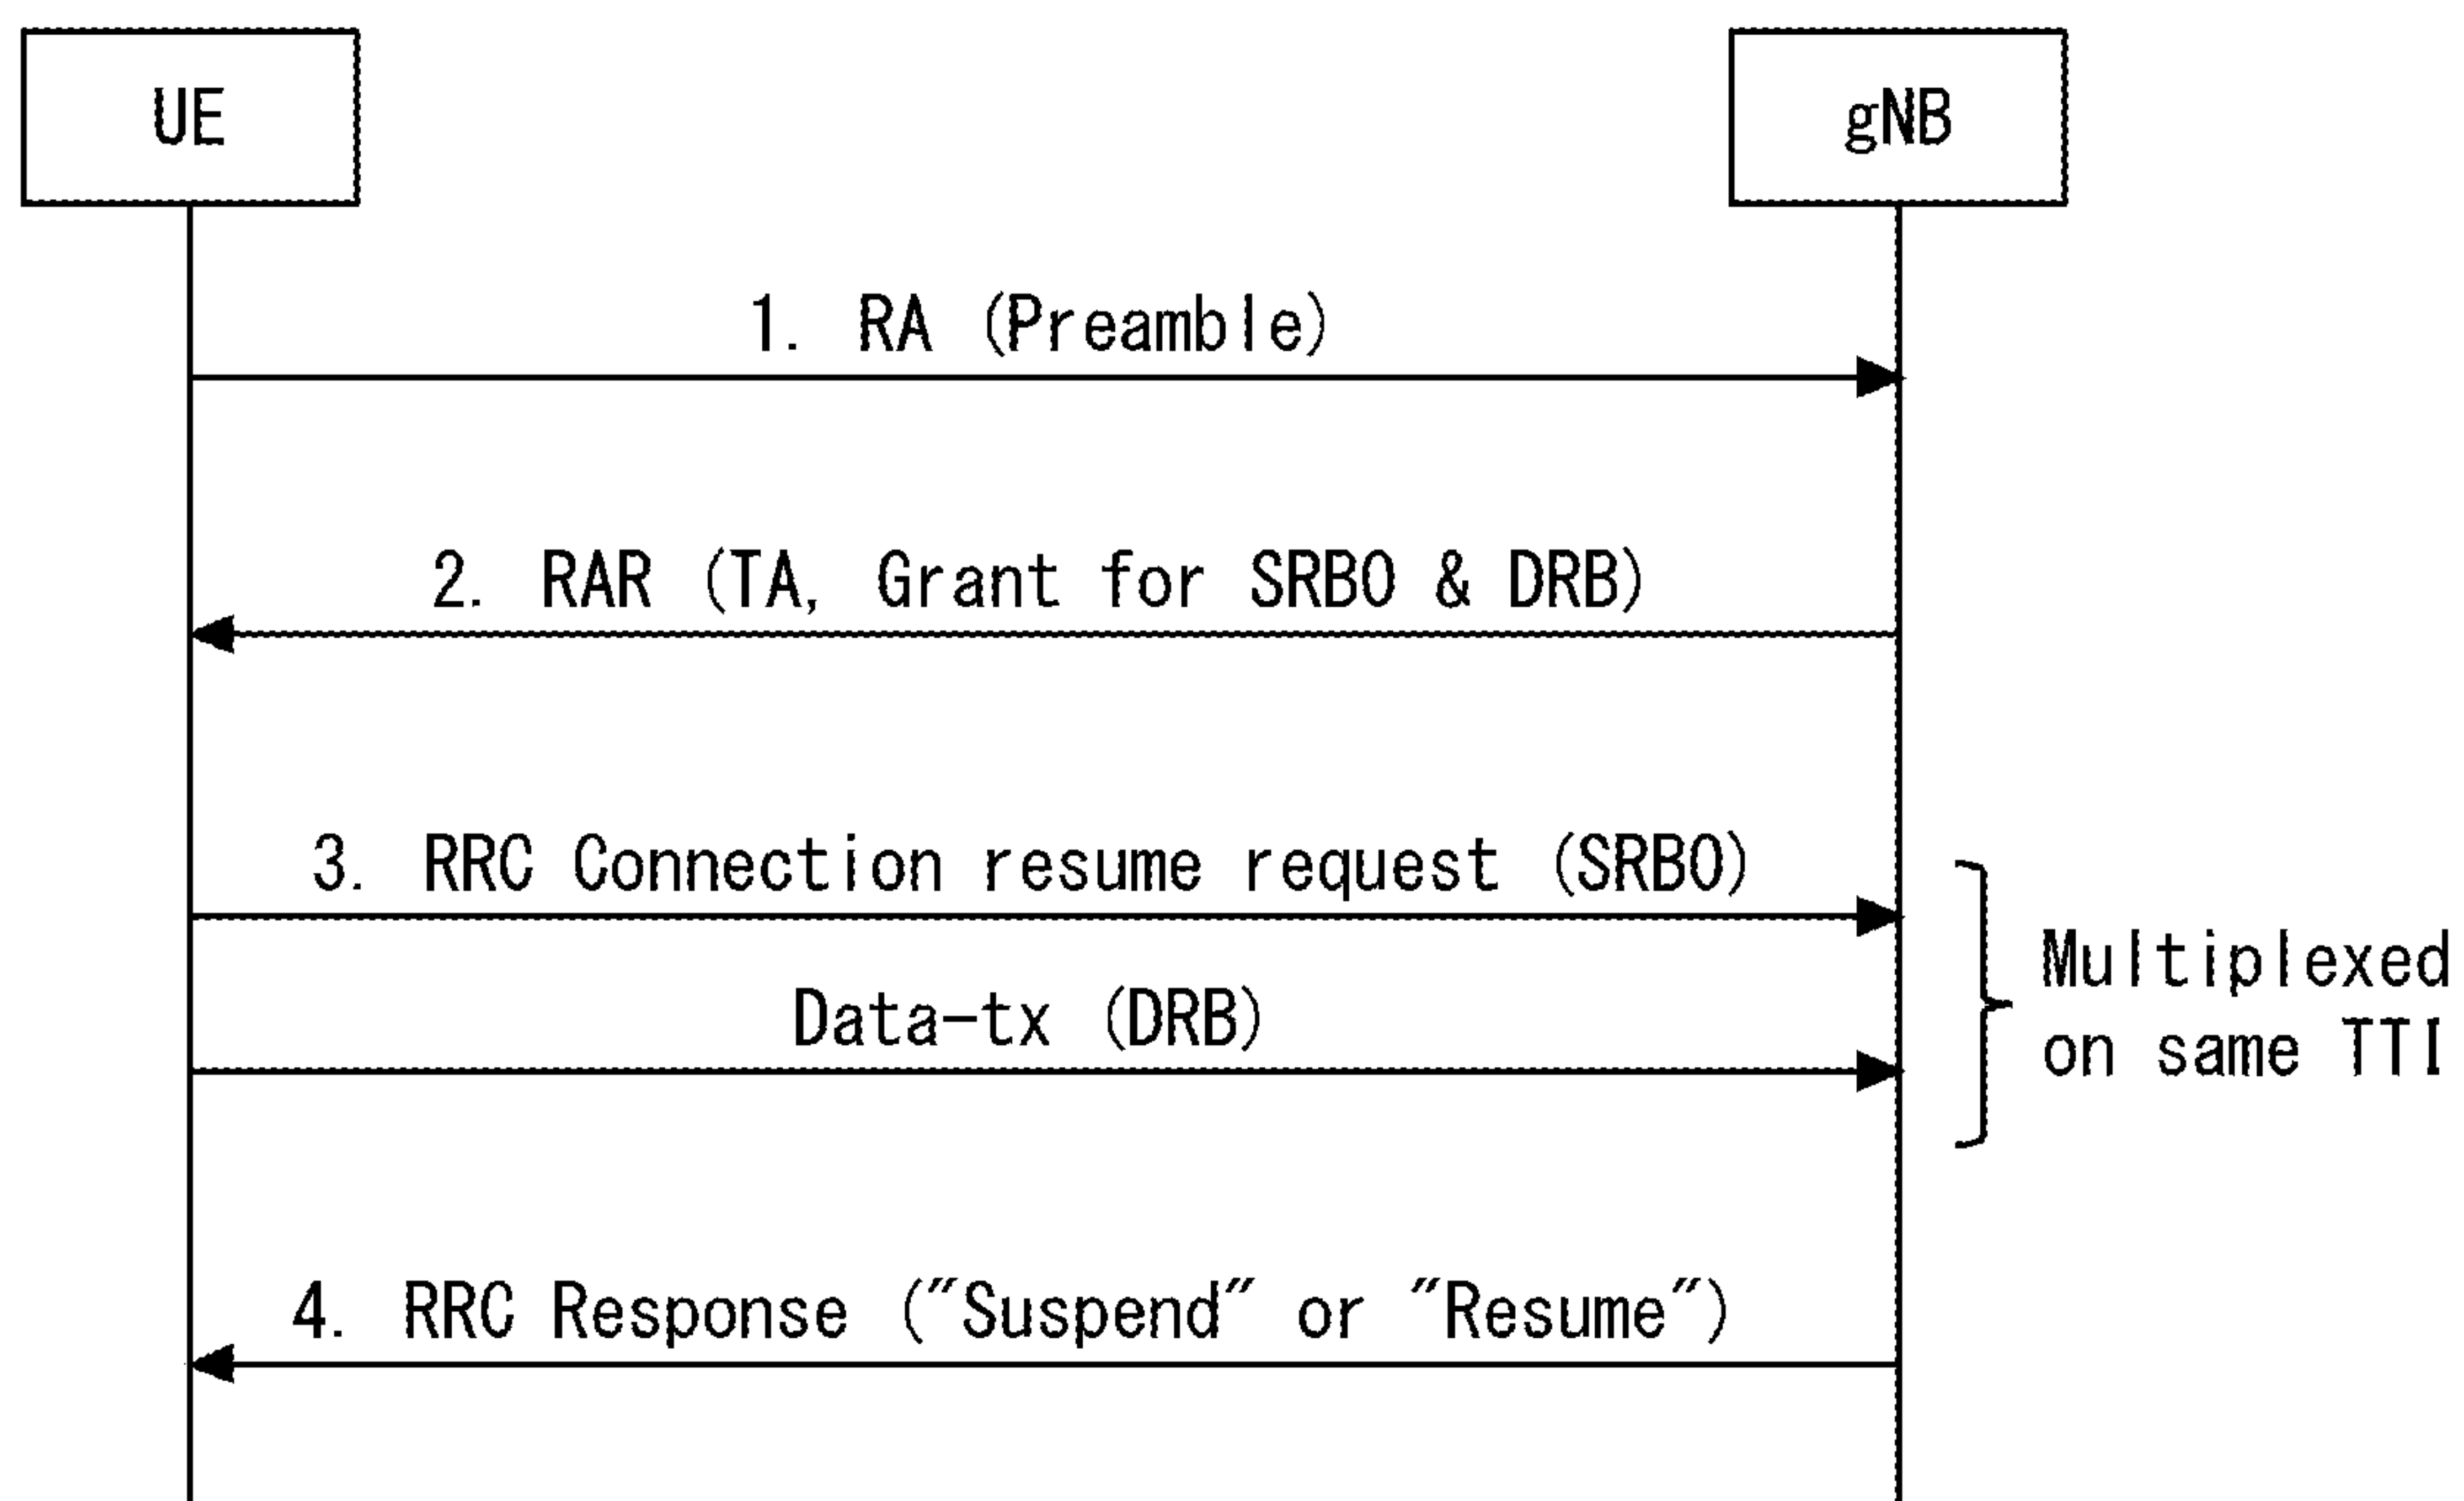 UE
gNB
1. RA (Preamble)
2. RAR (TA, Grant for SRB0 & DRB)
3. RRC Connection resume request (SRB0)
Data-tx (DRB)
Multiplexed
on same TTI
4. RRC Response ("Suspend" or "Resume")